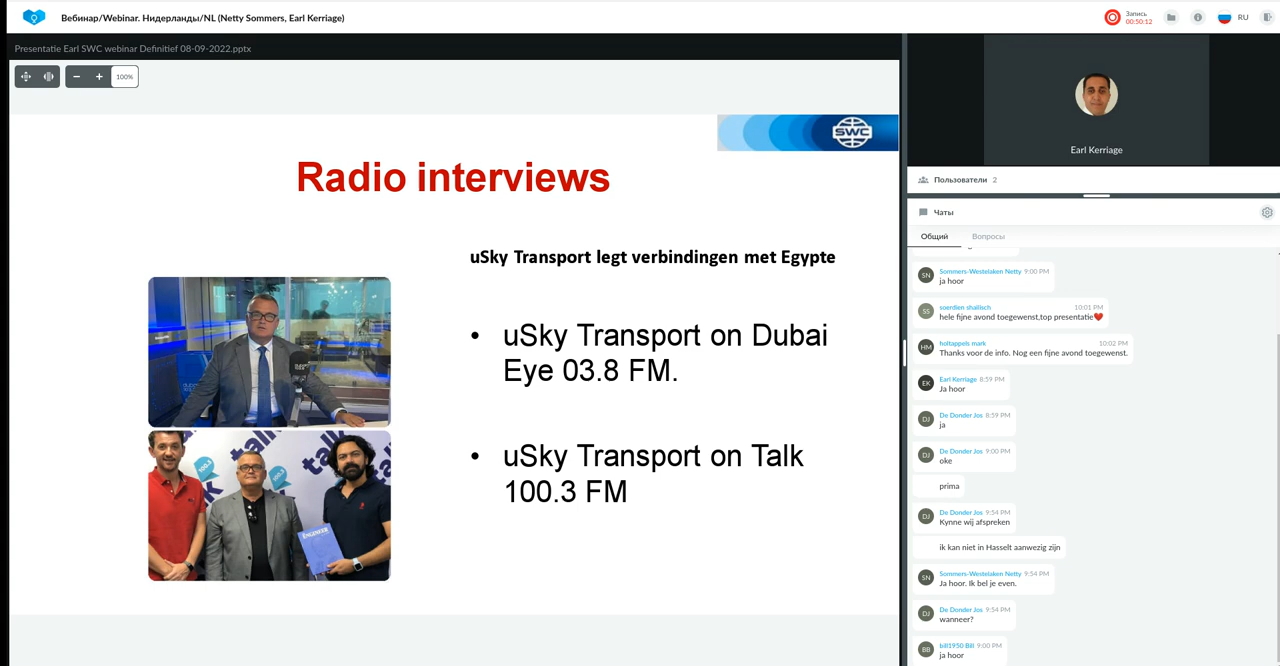 Вебинар/Webinar. Нидерланды/NL (Netty Sommers, Earl Kerriage)
Запись
00:50:12
RU
Presentatie Earl SWC webinar Definitief 08-09-2022.pptx
100%
SWC
Radio interviews
uSky Transport legt verbindingen met Egypte
• uSky Transport on Dubai
Eye 03.8 FM.
• uSky Transport on Talk
100.3 FM
talk
100.3
talk
ENGINEER
Earl Kerriage
Пользователи 2
Чаты
Общий
Вопросы
SN
Sommers-Westelaken Netty 9:00 PM
ja hoor
SS
soerdien shailisch 10:01 PM
hele fijne avond toegewenst,top presentatie❤️
HM
holtappels mark 10:02 PM
Thanks voor de info. Nog een fijne avond toegewenst.
EK
Earl Kerriage 8:59 PM
Ja hoor
DJ
De Donder Jos 8:59 PM
ja
DJ
De Donder Jos 9:00 PM
oke
prima
DJ
De Donder Jos 9:54 PM
Kynne wij afspreken
ik kan niet in Hasselt aanwezig zijn
SN
Sommers-Westelaken Netty 9:54 PM
Ja hoor. Ik bel je even.
DJ
De Donder Jos 9:54 PM
wanneer?
BB
bill1950 Bill 9:00 PM
ja hoor